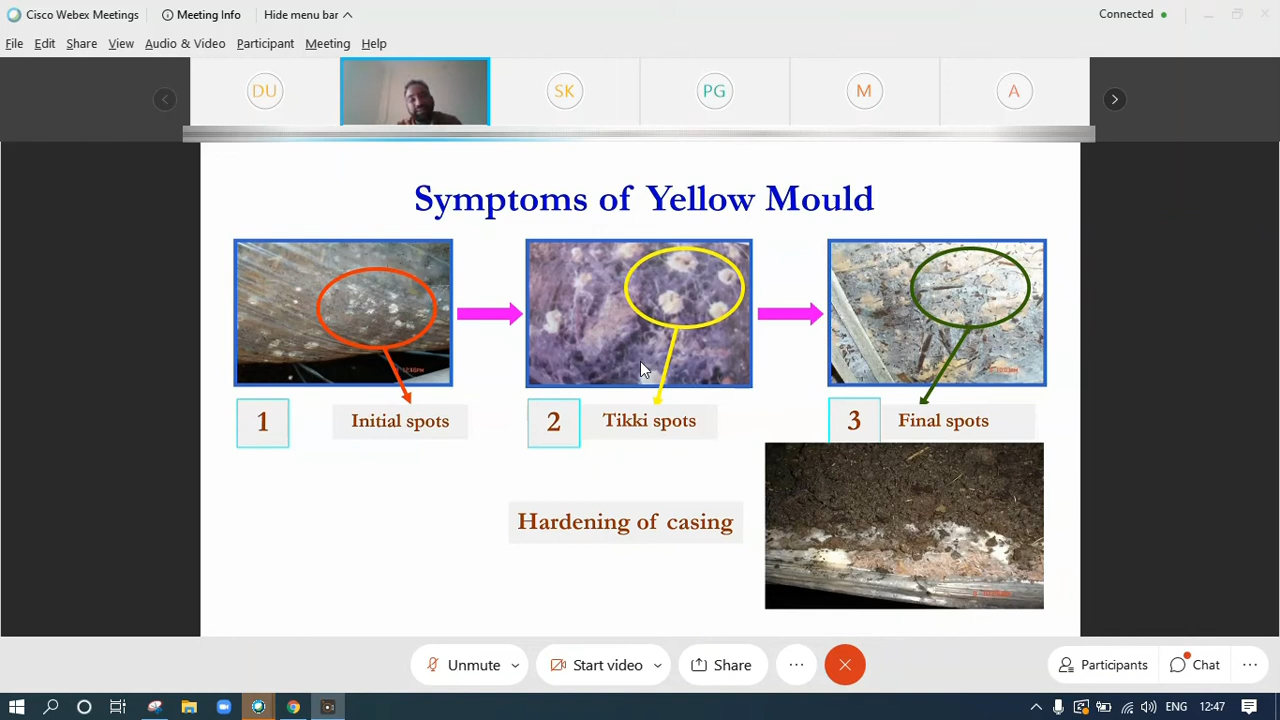 Cisco Webex Meetings
Meeting Info
Hide menu bar
Connected
File Edit Share View Audio & Video Participant Meeting Help
DU
SK
PG
M
A
Symptoms of Yellow Mould
1
Initial spots
2
Tikki spots
3
Final spots
Hardening of casing
Unmute
Start video
Share
Participants
Chat
ENG
12:47